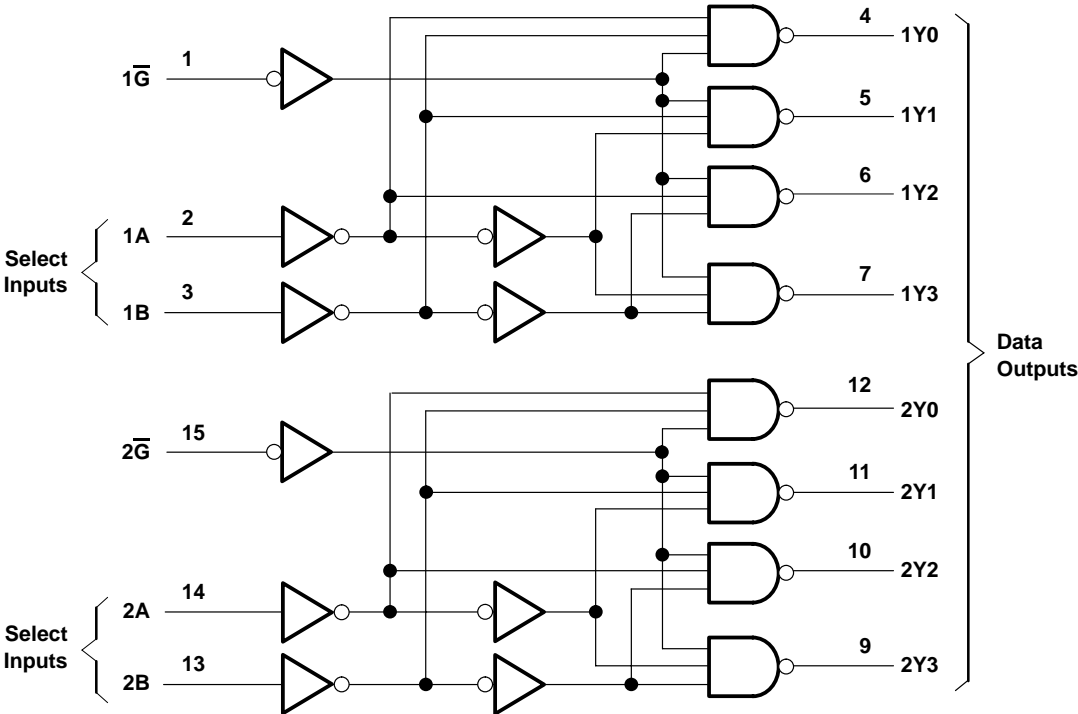 4
1Y0
1
1G̅
5
1Y1
6
1Y2
2
1A
Select
Inputs
3
1B
7
1Y3
Data
Outputs
12
2Y0
15
2G̅
11
2Y1
10
2Y2
14
2A
Select
Inputs
13
2B
9
2Y3